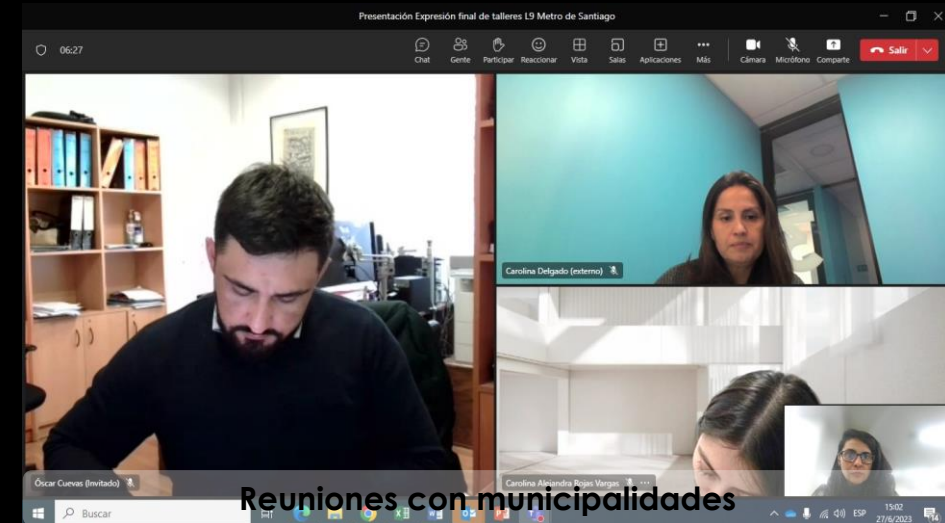 Presentación Expresión final de talleres L9 Metro de Santiago
06:27
Chat Gente Participar Reaccionar Vista Salas Aplicaciones Más Cámara Micrófono Comparte Salir
Carolina Delgado (externo)
Óscar Cuevas (Invitado)
Carolina Alejandra Rojas Vargas
Reuniones con municipalidades
Buscar
ESP
15:02
27/6/2023